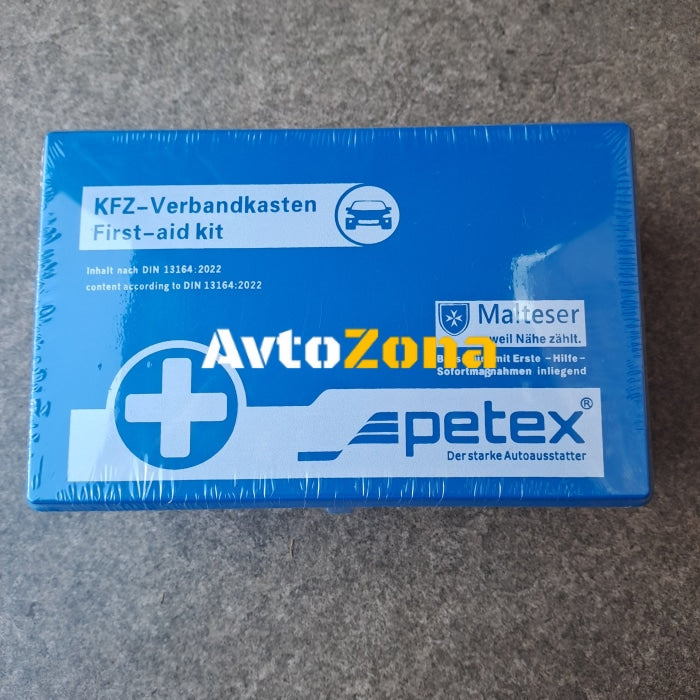 KFZ-Verbandkasten
First-aid kit
Inhalt nach DIN 13164:2022
content according to DIN 13164:2022
Malteser
weil Nähe zählt.
AvtoZona
mit Erste - Hilfe -
Sofortmaßnahmen inliegend
petex®
Der starke Autoausstatter